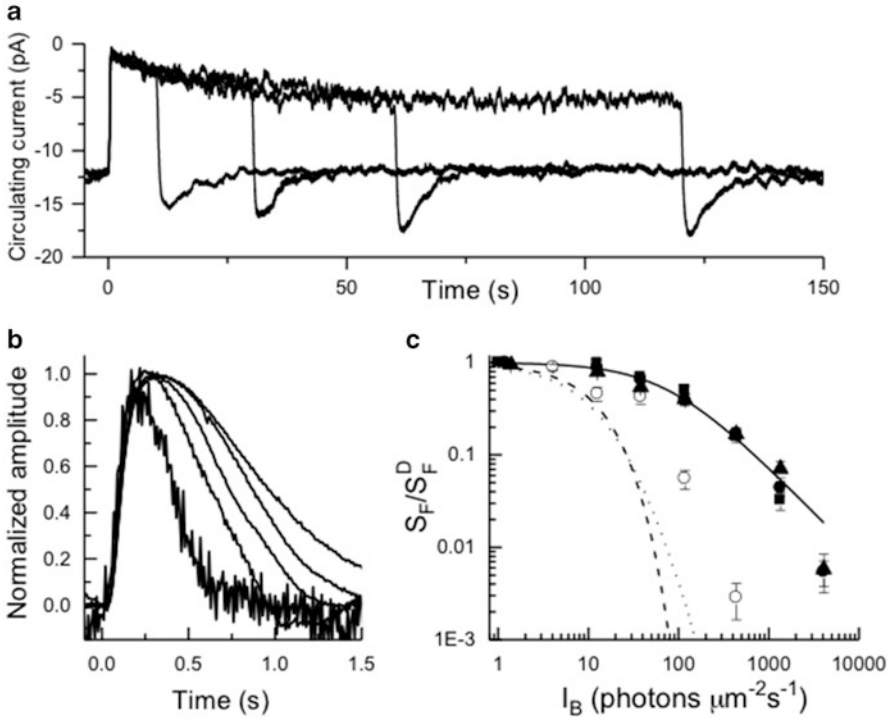 a
Circulating current (pA)
0
-5
-10
-15
-20
0
50
100
150
Time (s)
b
Normalized amplitude
1.0
0.8
0.6
0.4
0.2
0.0
0.0
0.5
1.0
1.5
Time (s)
c
S_F/S_F^D
1
0.1
0.01
1E-3
1
10
100
1000
10000
I_B (photons μm⁻²s⁻¹)